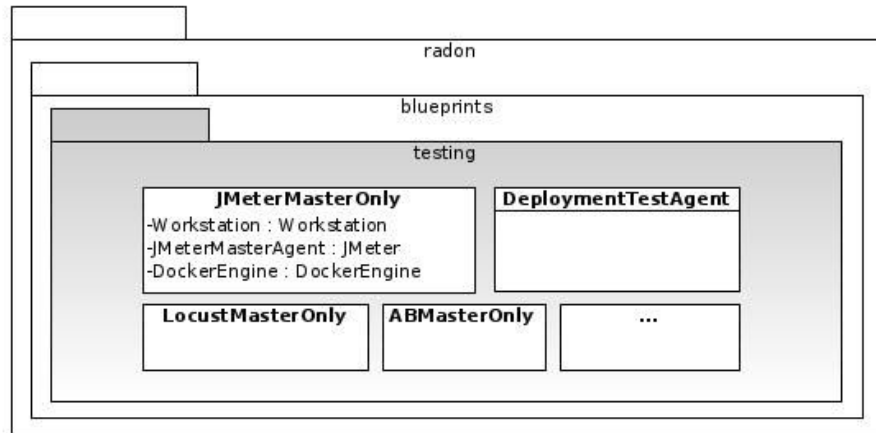 radon
blueprints
testing
JMeterMasterOnly
-Workstation : Workstation
-JMeterMasterAgent : JMeter
-DockerEngine : DockerEngine
DeploymentTestAgent
LocustMasterOnly
ABMasterOnly
...